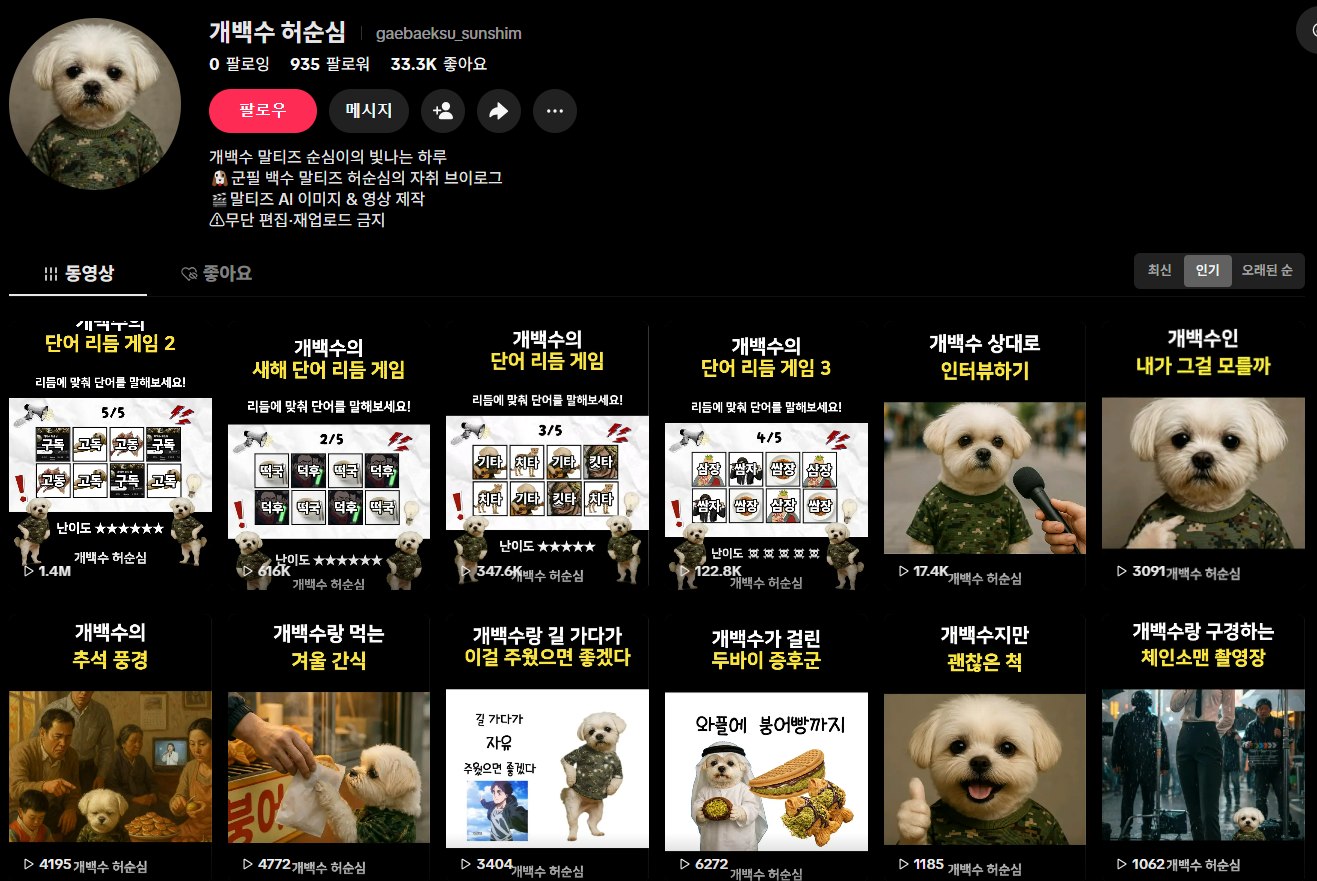 개백수 허순심
gaebaeksu_sunshim
0 팔로잉 935 팔로워 33.3K 좋아요
팔로우
메시지
개백수 말티즈 순심이의 빛나는 하루
군필 백수 말티즈 허순심의 자취 브이로그
말티즈 AI 이미지 & 영상 제작
무단 편집·재업로드 금지
동영상
좋아요
최신 인기 오래된 순
개백수의
단어 리듬 게임 2
리듬에 맞춰 단어를 말해보세요!
5/5
구독 고독 고동 구독
고동 고독 구독 고독
난이도 ★★★★★★
개백수 허순심
1.4M
개백수의
새해 단어 리듬 게임
리듬에 맞춰 단어를 말해보세요!
2/5
떡국 덕후 떡국 덕후
덕후 떡국 덕후 떡국
난이도 ★★★★★★
616K
개백수 허순심
개백수의
단어 리듬 게임
리듬에 맞춰 단어를 말해보세요!
3/5
기타 치타 기타 킷타
치타 기타 킷타 치타
난이도 ★★★★★
347.6K
개백수 허순심
개백수의
단어 리듬 게임 3
리듬에 맞춰 단어를 말해보세요!
4/5
삼장 쌈자 쌈장 삼장
쌈자 쌈장 삼장 쌈장
난이도 ☠☠☠☠☠
122.8K
개백수 허순심
개백수 상대로
인터뷰하기
17.4K
개백수 허순심
개백수인
내가 그걸 모를까
3091
개백수 허순심
개백수의
추석 풍경
4195
개백수 허순심
개백수랑 먹는
겨울 간식
붕어
4772
개백수 허순심
개백수랑 길 가다가
이걸 주웠으면 좋겠다
길 가다가
자유
주웠으면 좋겠다
3404
개백수 허순심
개백수가 걸린
두바이 증후군
와플에 붕어빵까지
6272
개백수 허순심
개백수지만
괜찮은 척
1185
개백수 허순심
개백수랑 구경하는
체인소맨 촬영장
1062
개백수 허순심